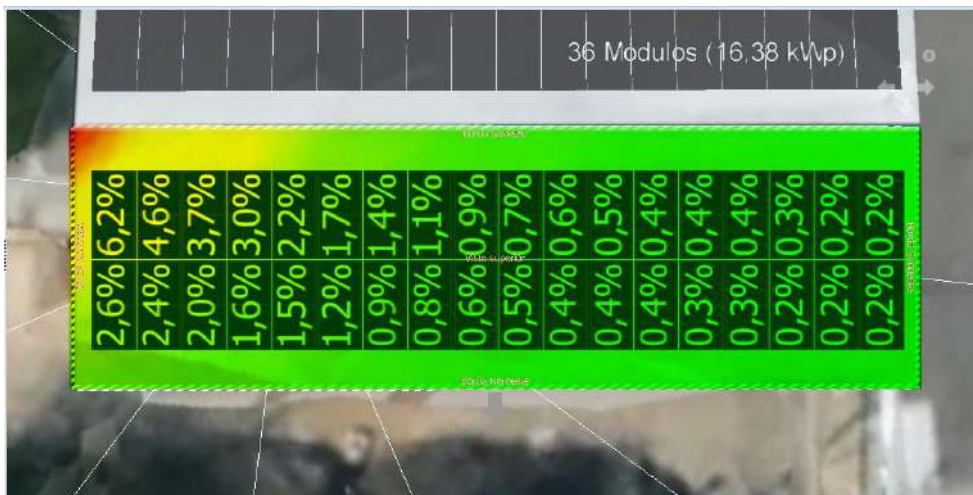 36 Modulos (16,38 kWp)
6,2% 4,6% 3,7% 3,0% 2,2% 1,7% 1,4% 1,1% 0,9% 0,7% 0,6% 0,5% 0,4% 0,4% 0,4% 0,3% 0,2% 0,2%
Visto superior
2,6% 2,4% 2,0% 1,6% 1,5% 1,2% 0,9% 0,8% 0,6% 0,5% 0,4% 0,4% 0,4% 0,3% 0,3% 0,2% 0,2% 0,2%